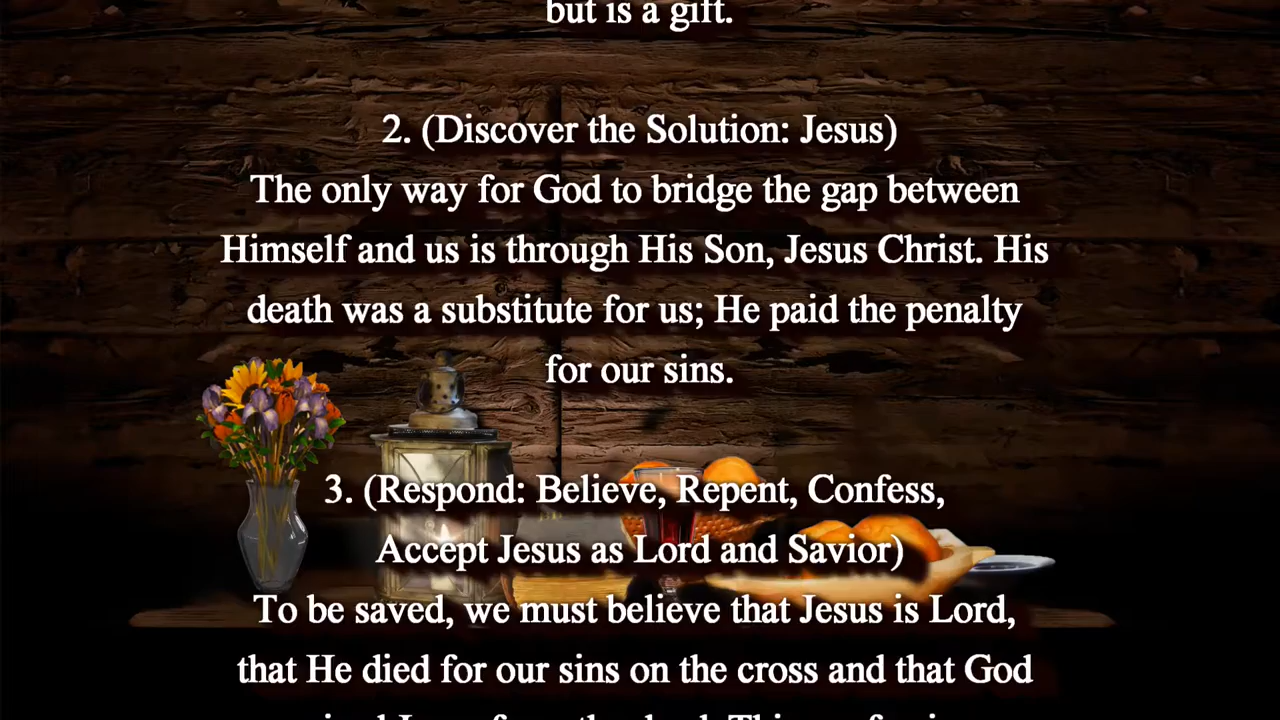 but is a gift.
2. (Discover the Solution: Jesus)
The only way for God to bridge the gap between
Himself and us is through His Son, Jesus Christ. His
death was a substitute for us; He paid the penalty
for our sins.
3. (Respond: Believe, Repent, Confess,
Accept Jesus as Lord and Savior)
To be saved, we must believe that Jesus is Lord,
that He died for our sins on the cross and that God